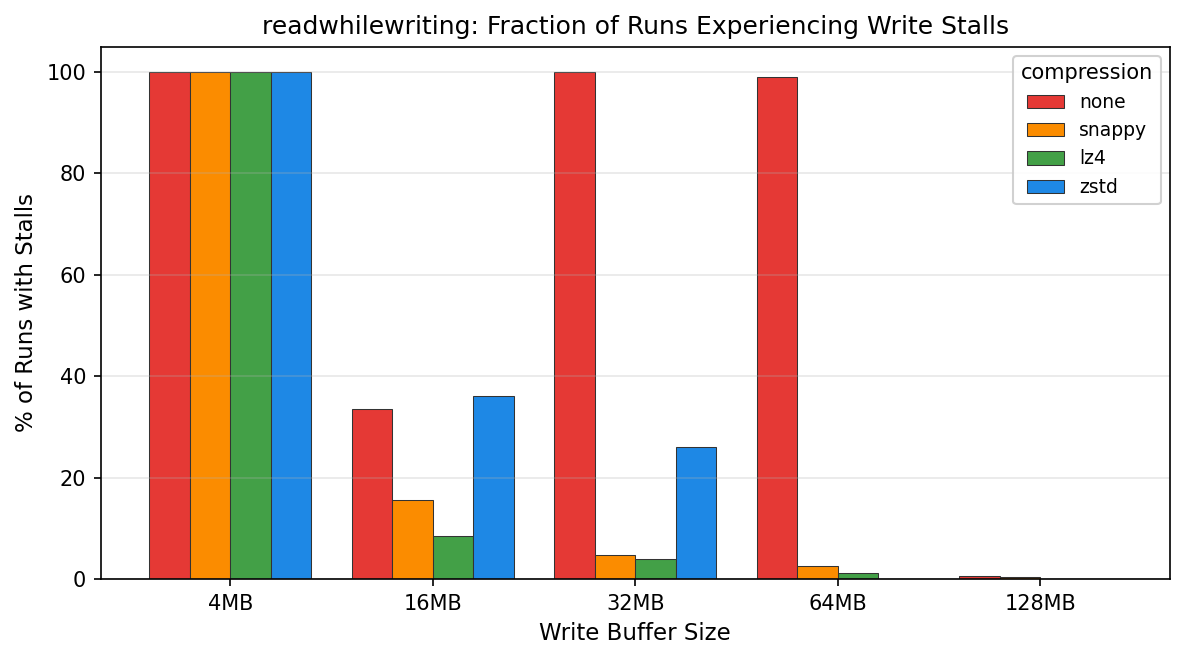 readwhilewriting: Fraction of Runs Experiencing Write Stalls
% of Runs with Stalls
100
80
60
40
20
0
compression
none
snappy
lz4
zstd
4MB 16MB 32MB 64MB 128MB
Write Buffer Size